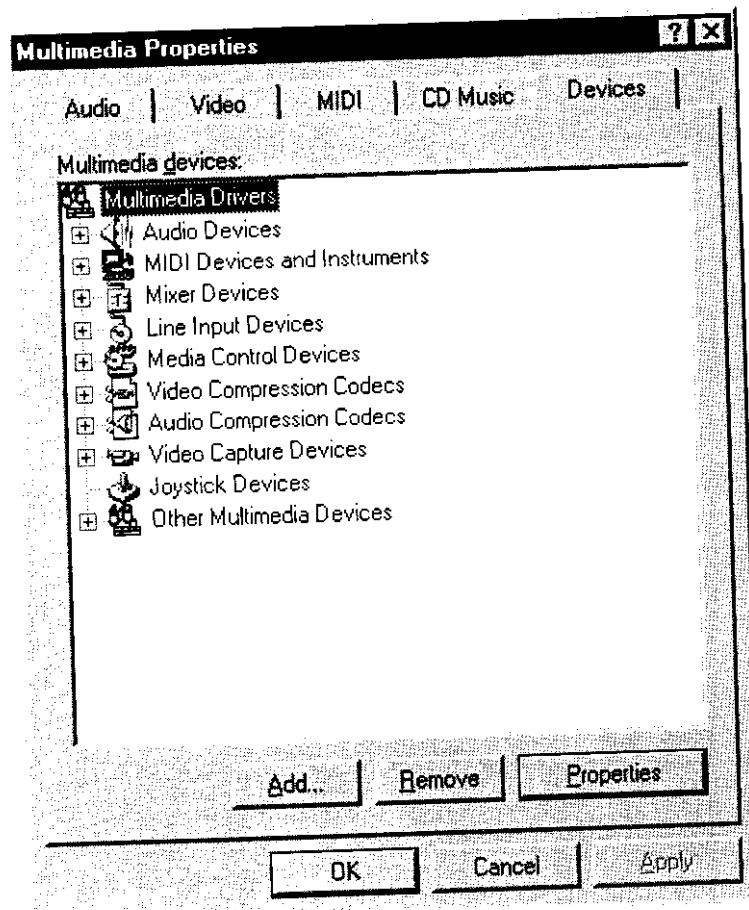 Multimedia Properties
Audio Video MIDI CD Music Devices
Multimedia devices:
Multimedia Drivers
Audio Devices
MIDI Devices and Instruments
Mixer Devices
Line Input Devices
Media Control Devices
Video Compression Codecs
Audio Compression Codecs
Video Capture Devices
Joystick Devices
Other Multimedia Devices
Add... Remove Properties
OK Cancel Apply